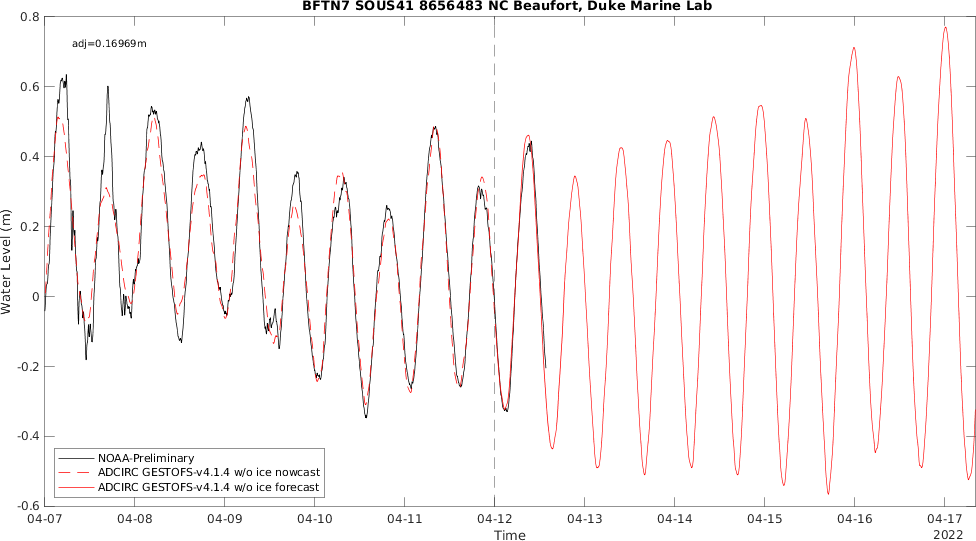 BFTN7 SOUS41 8656483 NC Beaufort, Duke Marine Lab
adj=0.16969m
Water Level (m)
0.8
0.6
0.4
0.2
0
-0.2
-0.4
-0.6
NOAA-Preliminary
ADCIRC GESTOFS-v4.1.4 w/o ice nowcast
ADCIRC GESTOFS-v4.1.4 w/o ice forecast
04-07 04-08 04-09 04-10 04-11 04-12 04-13 04-14 04-15 04-16 04-17
Time 2022